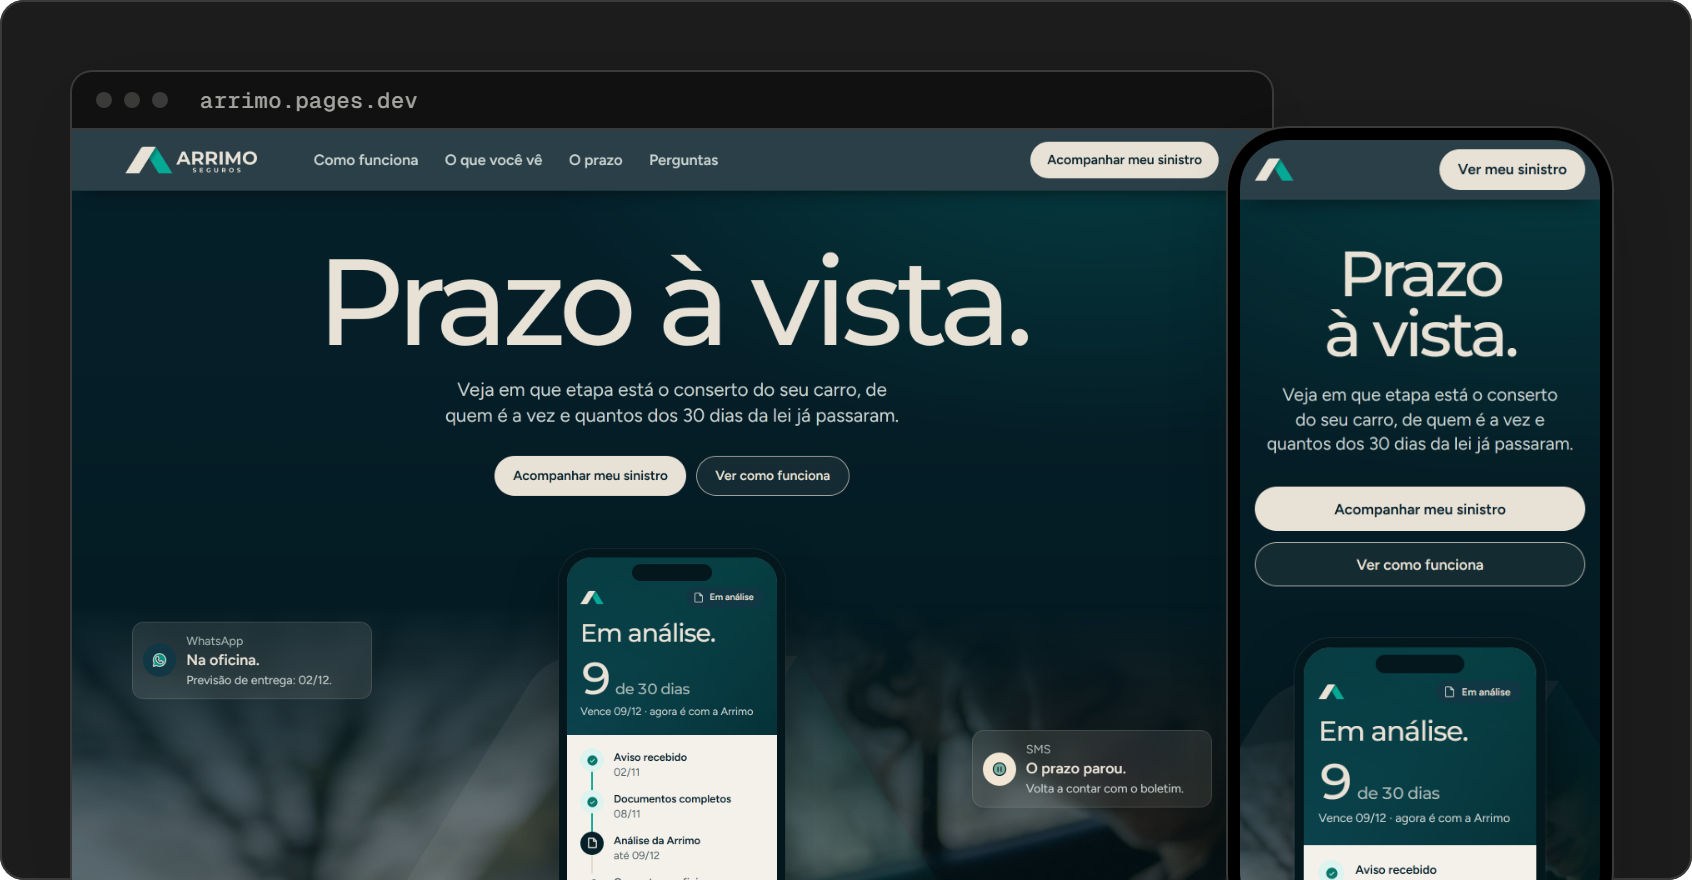 arrimo.pages.dev
ARRIMO
SEGUROS
Como funciona
O que você vê
O prazo
Perguntas
Acompanhar meu sinistro
Prazo à vista.
Veja em que etapa está o conserto do seu carro, de
quem é a vez e quantos dos 30 dias da lei já passaram.
Acompanhar meu sinistro
Ver como funciona
WhatsApp
Na oficina.
Previsão de entrega: 02/12.
Em análise
Em análise.
9 de 30 dias
Vence 09/12 · agora é com a Arrimo
Aviso recebido
02/11
Documentos completos
08/11
Análise da Arrimo
até 09/12
SMS
O prazo parou.
Volta a contar com o boletim.
Ver meu sinistro
Prazo
à vista.
Veja em que etapa está o conserto
do seu carro, de quem é a vez e
quantos dos 30 dias da lei já passaram.
Acompanhar meu sinistro
Ver como funciona
Em análise
Em análise.
9 de 30 dias
Vence 09/12 · agora é com a Arrimo
Aviso recebido